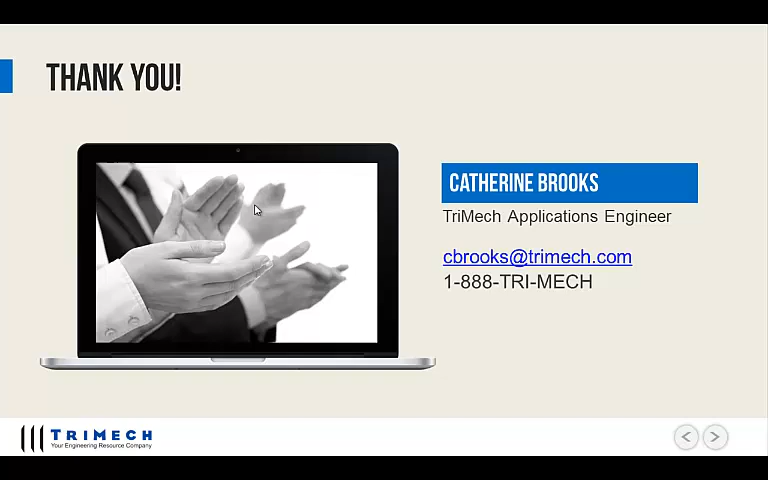 THANK YOU!
CATHERINE BROOKS
TriMech Applications Engineer
cbrooks@trimech.com
1-888-TRI-MECH
TRIMECH
Your Engineering Resource Company